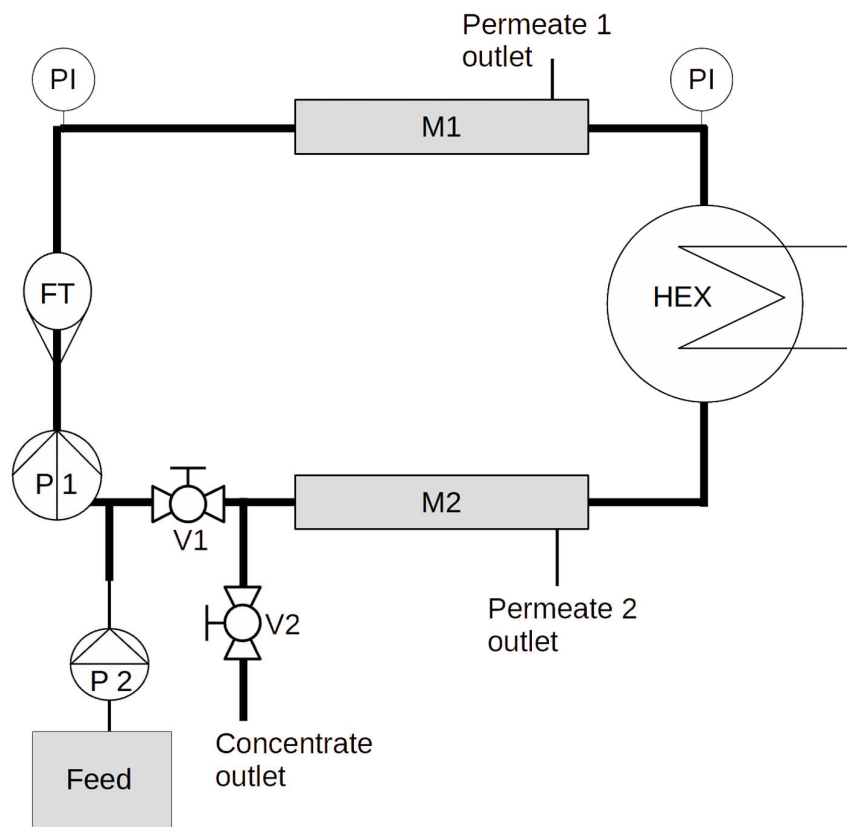 Permeate 1
outlet
PI
PI
M1
FT
HEX
P 1
M2
V1
Permeate 2
outlet
V2
P 2
Concentrate
outlet
Feed